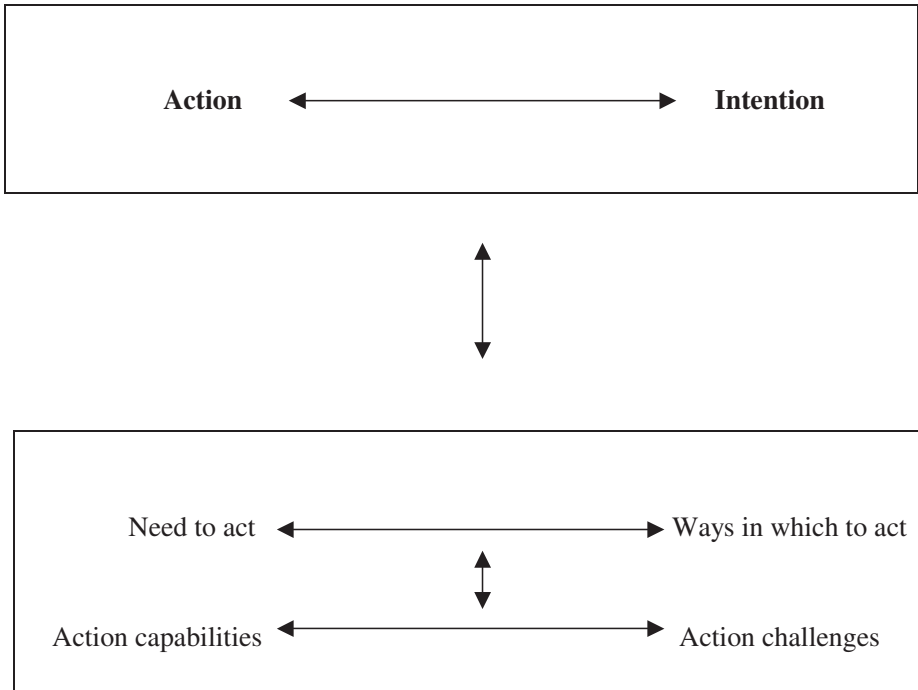 Action Intention
Need to act Ways in which to act
Action capabilities Action challenges